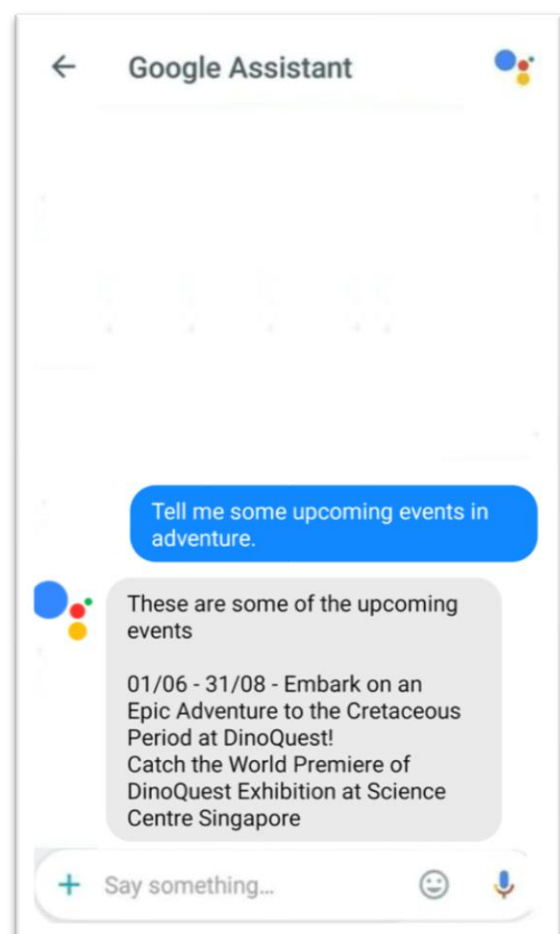 Google Assistant
Tell me some upcoming events in
adventure.
These are some of the upcoming
events
01/06 - 31/08 - Embark on an
Epic Adventure to the Cretaceous
Period at DinoQuest!
Catch the World Premiere of
DinoQuest Exhibition at Science
Centre Singapore
Say something...